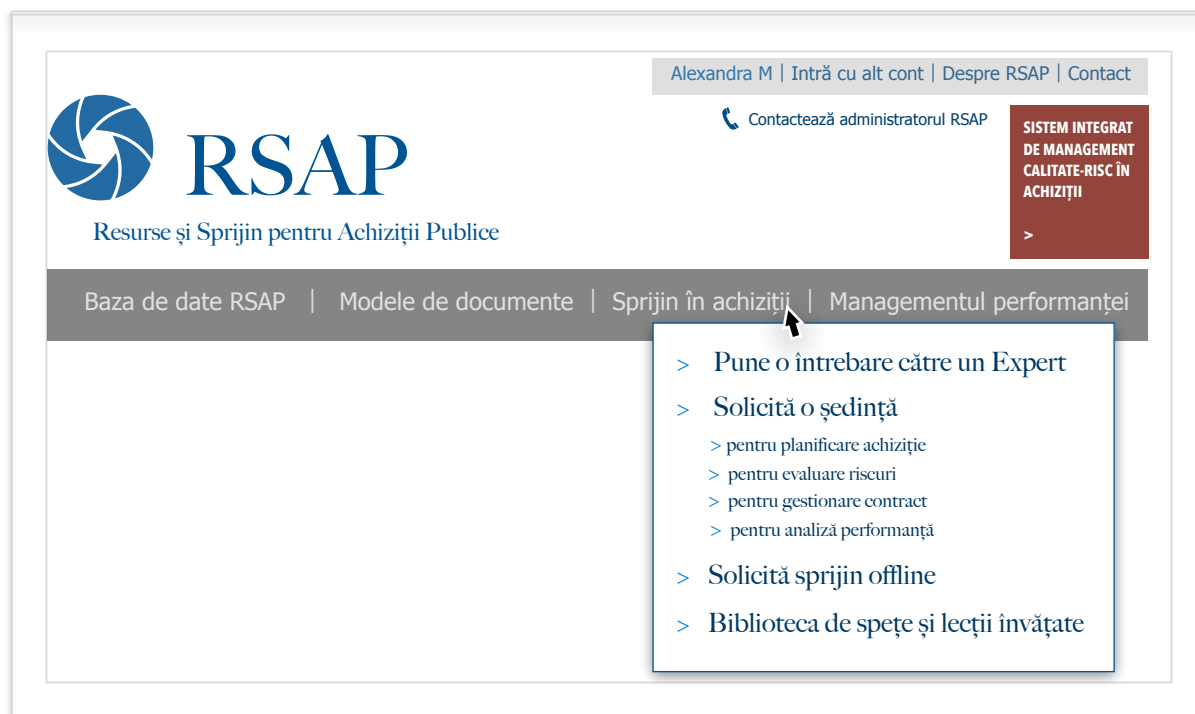 Alexandra M | Intră cu alt cont | Despre RSAP | Contact
Contactează administratorul RSAP
SISTEM INTEGRAT
DE MANAGEMENT
CALITATE-RISC ÎN
ACHIZIȚII
>
RSAP
Resurse și Sprijin pentru Achiziții Publice
Baza de date RSAP | Modele de documente | Sprijin în achiziții | Managementul performanței
> Pune o întrebare către un Expert
> Solicită o ședință
> pentru planificare achiziție
> pentru evaluare riscuri
> pentru gestionare contract
> pentru analiză performanță
> Solicită sprijin offline
> Biblioteca de spețe și lecții învățate